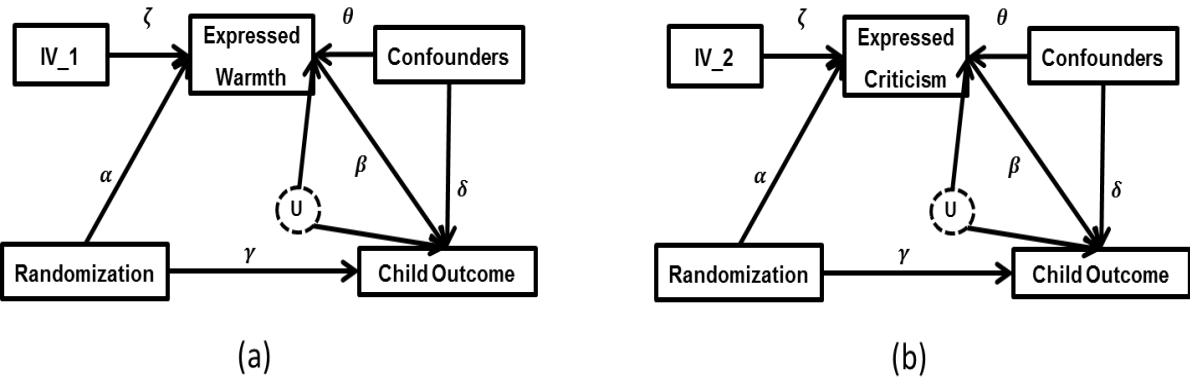 ζ
θ
IV_1
Expressed
Warmth
Confounders
α
β
δ
U
γ
Randomization
Child Outcome
(a)
ζ
θ
IV_2
Expressed
Criticism
Confounders
α
β
δ
U
γ
Randomization
Child Outcome
(b)